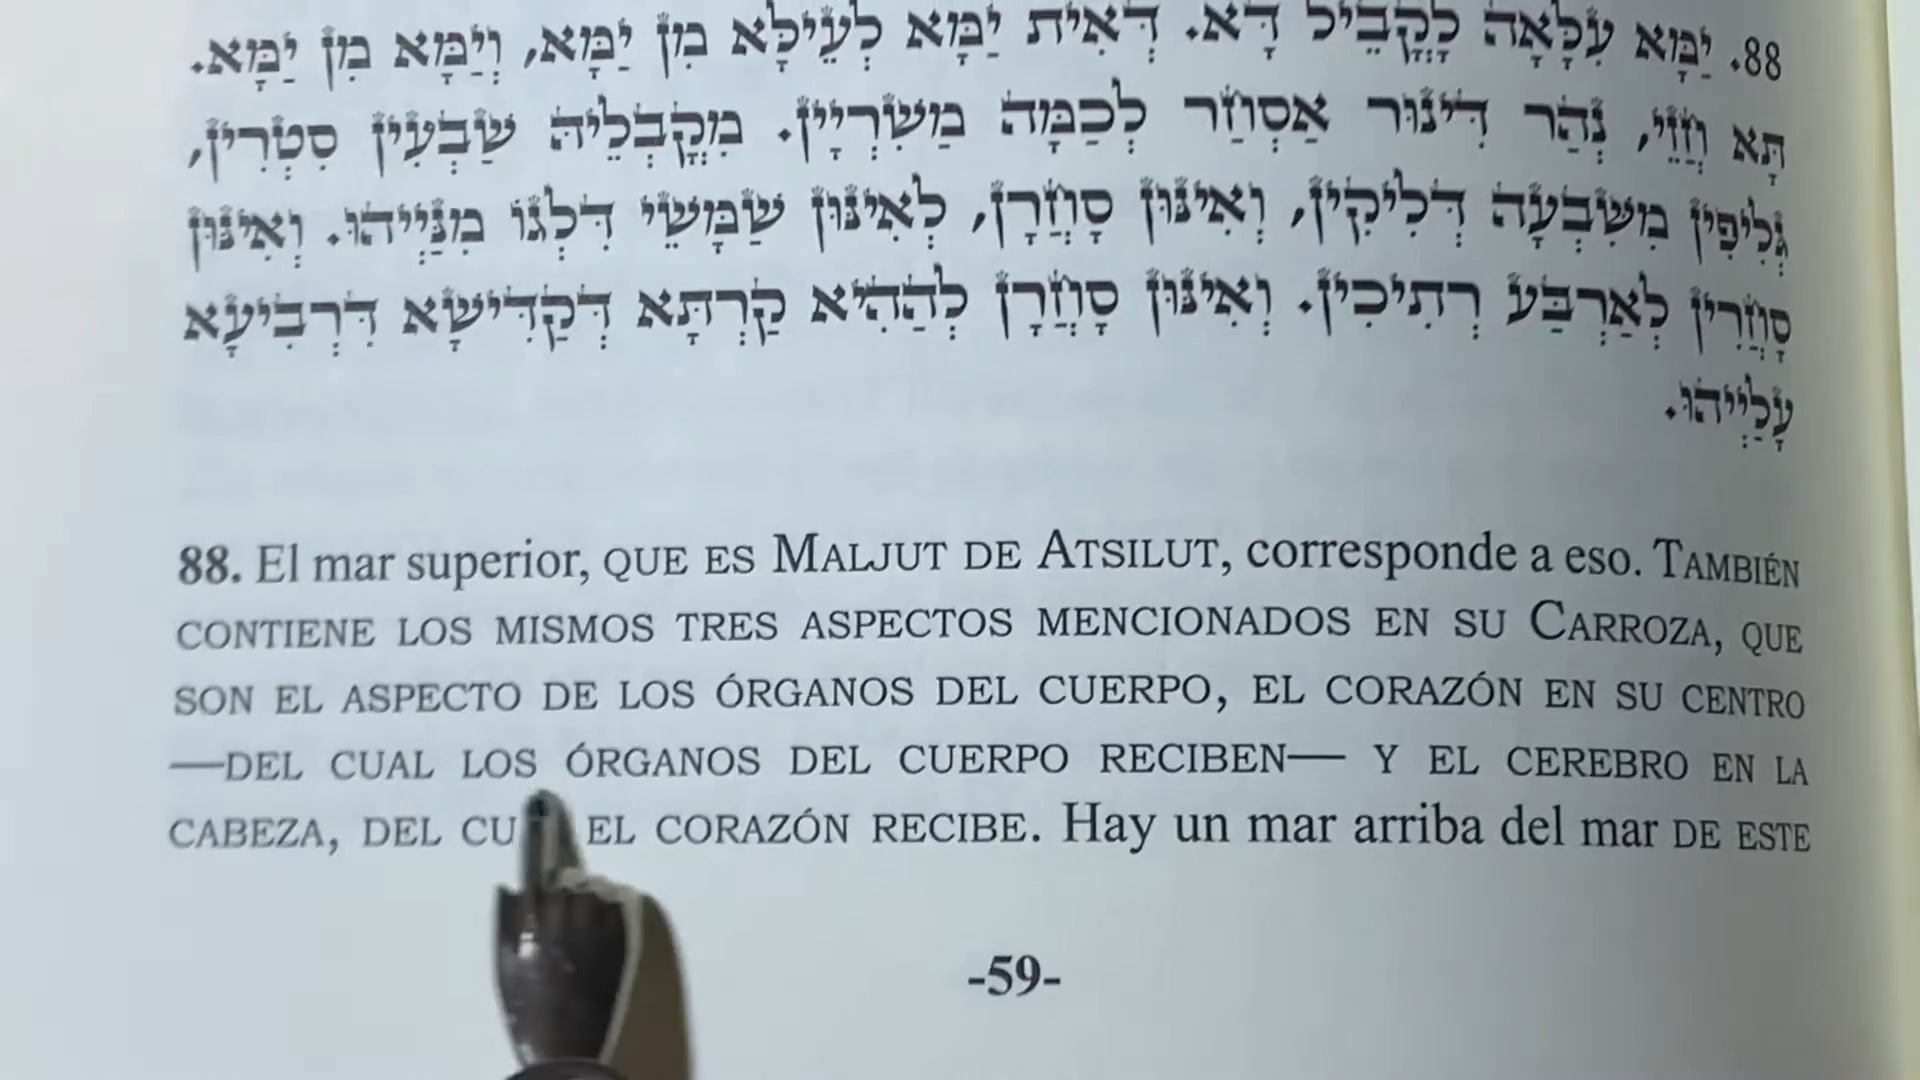 88. יַמָּא עִלָּאָה לָקֳבֵיל דָּא. דְּאִית יַמָּא לְעֵילָּא מִן יַמָּא, וְיַמָּא מִן יַמָּא.
תָּא חֲזֵי, נְהַר דִּינוּר אַסְחַר לְכַמָּה מַשִּׁרְיָין. מְקַבְּלֵיהּ שַׁבְעִין סִטְרִין,
גְּלִיפִין מִשִּׁבְעָה דְּלִיקִין, וְאִינּוּן סָחֲרָן, לְאִינּוּן שַׁמָּשֵׁי דִּלְגוֹ מִנַּיְיהוּ. וְאִינּוּן
סָחֲרִין לְאַרְבַּע רְתִיכִין. וְאִינּוּן סָחֲרָן לְהַהִיא קַרְתָּא דְּקַדִּישָׁא דִּרְבִיעָא
עָלַיְיהוּ.
88. El mar superior, QUE ES MALJUT DE ATSILUT, corresponde a eso. TAMBIÉN
CONTIENE LOS MISMOS TRES ASPECTOS MENCIONADOS EN SU CARROZA, QUE
SON EL ASPECTO DE LOS ÓRGANOS DEL CUERPO, EL CORAZÓN EN SU CENTRO
—DEL CUAL LOS ÓRGANOS DEL CUERPO RECIBEN— Y EL CEREBRO EN LA
CABEZA, DEL CU EL CORAZÓN RECIBE. Hay un mar arriba del mar DE ESTE
-59-